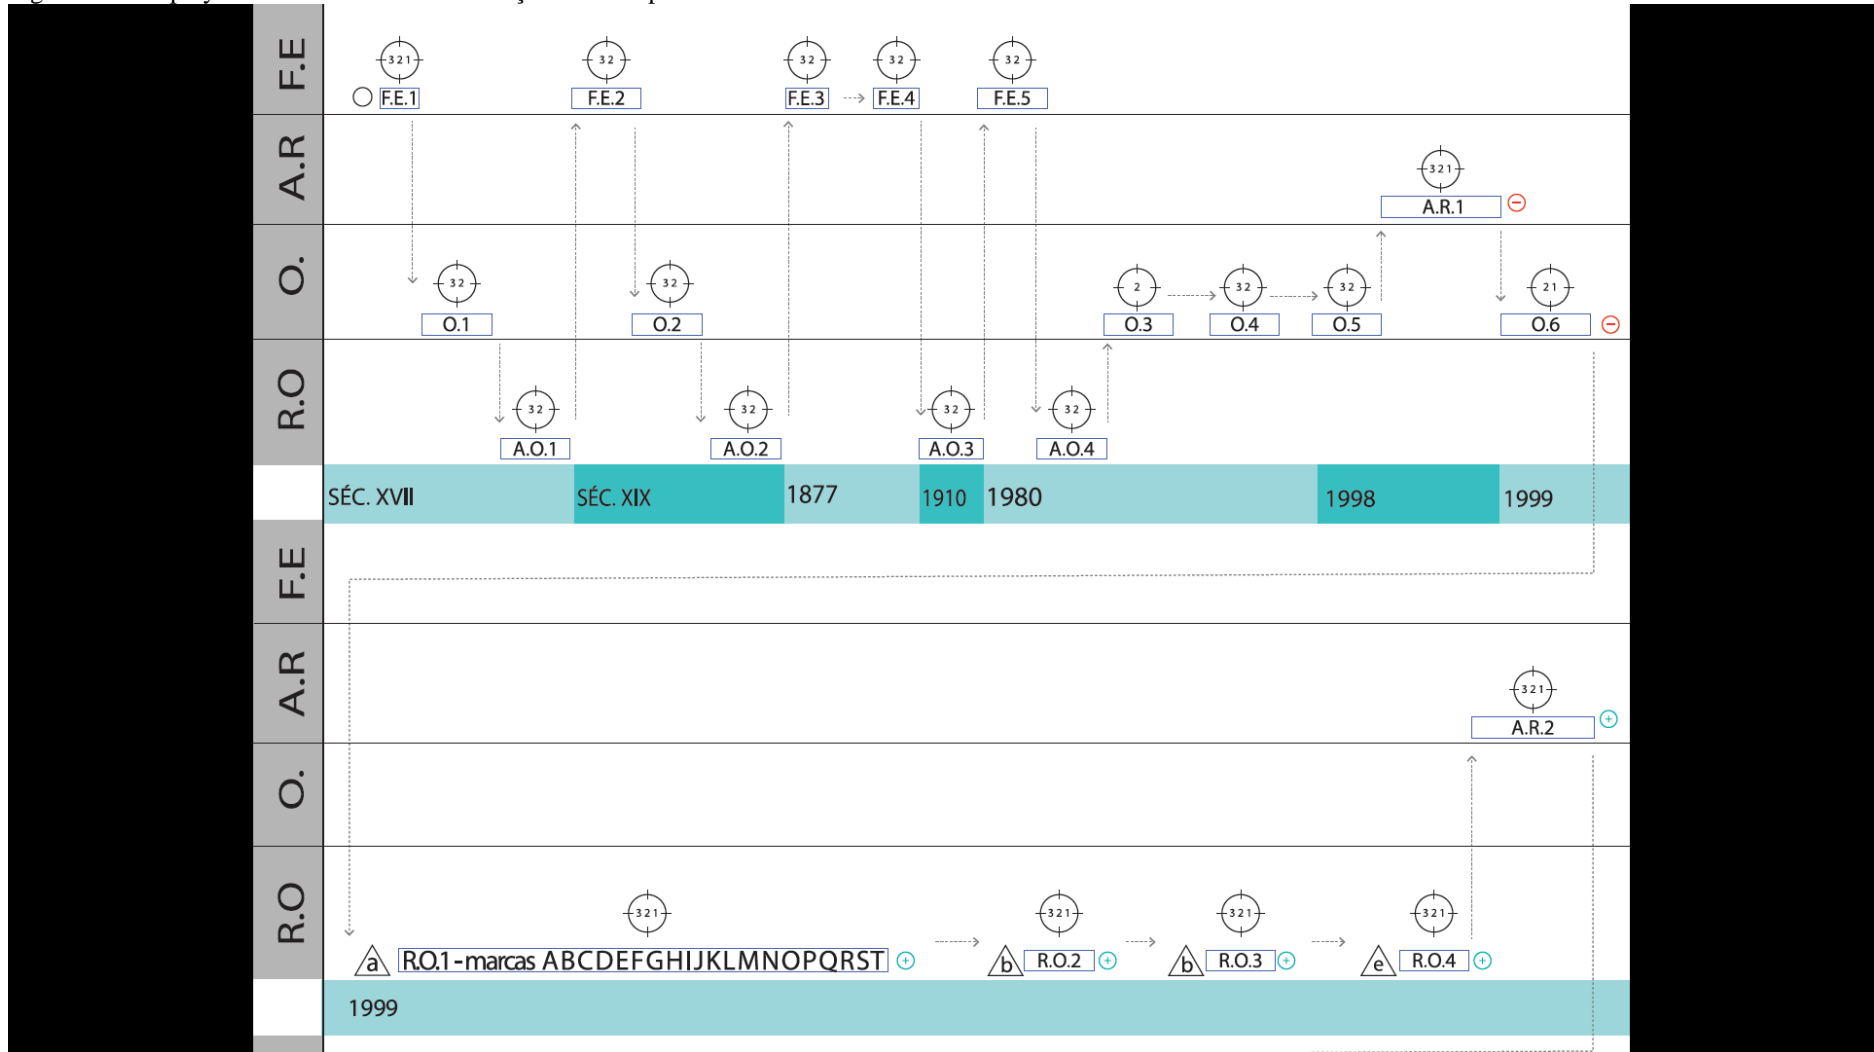 F.E
321
32
32
32
32
F.E.1
F.E.2
F.E.3
F.E.4
F.E.5
A.R
321
A.R.1
O.
32
32
2
32
32
21
O.1
O.2
O.3
O.4
O.5
O.6
R.O
32
32
32
32
A.O.1
A.O.2
A.O.3
A.O.4
SÉC. XVIII
SÉC. XIX
1877
1910
1980
1998
1999
F.E
A.R
321
A.R.2
O.
R.O
321
321
321
321
a
R.O.1-marcas ABCDEFGHIJKLMNOPQRST
b
R.O.2
b
R.O.3
e
R.O.4
1999